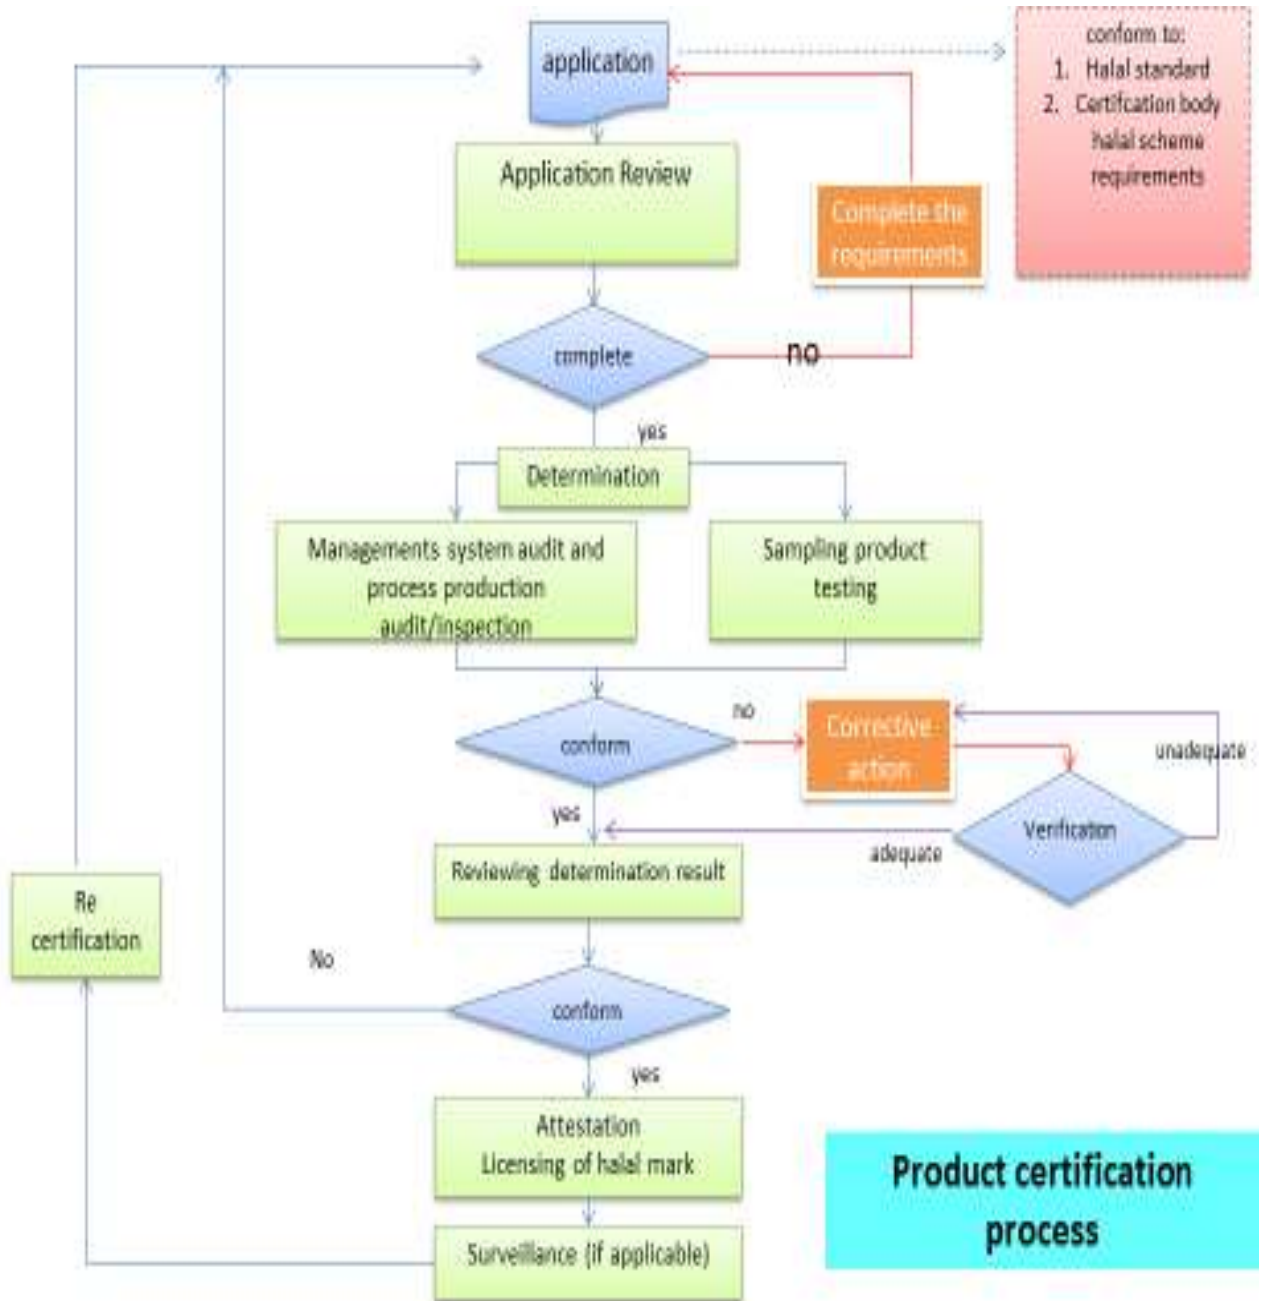 application
conform to:
1. Halal standard
2. Certifcation body
halal scheme
requirements
Application Review
Complete the
requirements
complete
no
yes
Determination
Managements system audit and
process production
audit/inspection
Sampling product
testing
conform
no
Corrective
action
unadequate
yes
Verification
adequate
Reviewing determination result
Re
certification
No
conform
yes
Attestation
Licensing of halal mark
Surveillance (if applicable)
Product certification
process